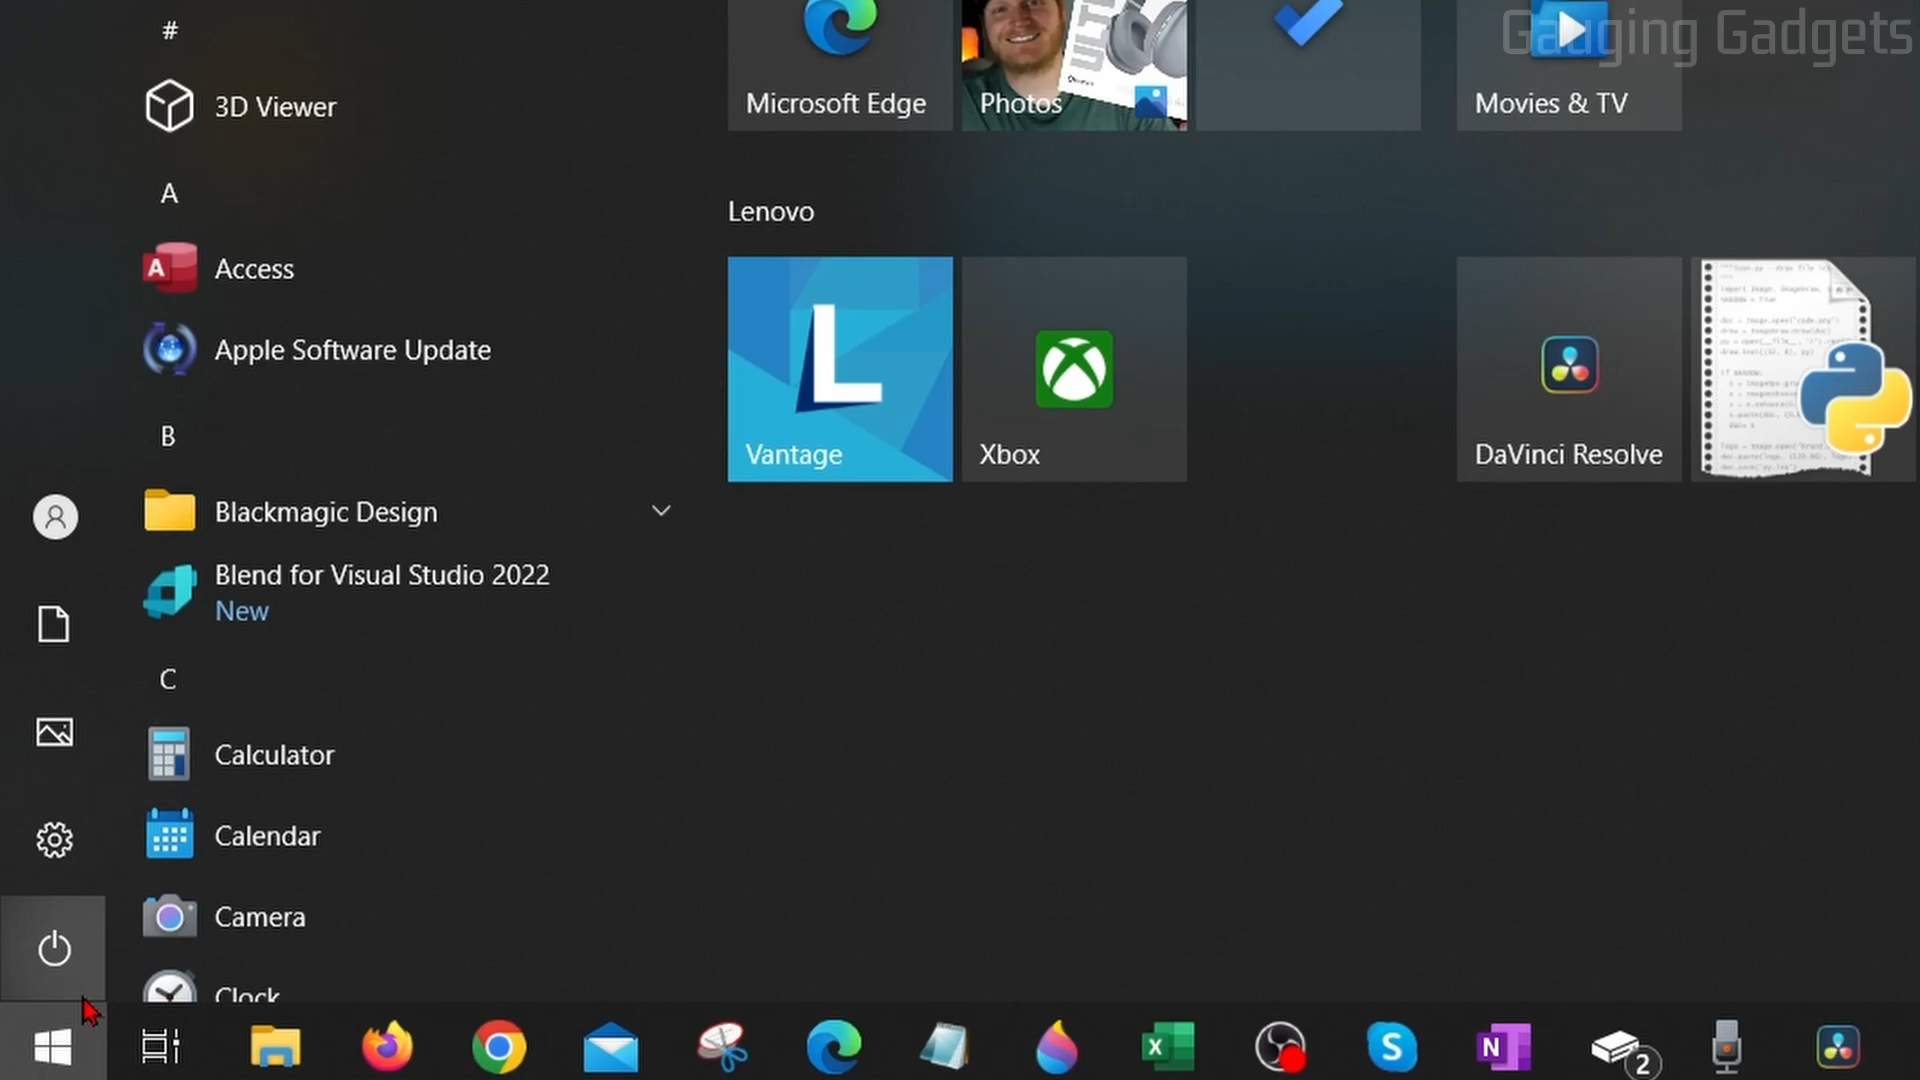 #
3D Viewer
A
Access
Apple Software Update
B
Blackmagic Design
Blend for Visual Studio 2022
New
C
Calculator
Calendar
Camera
Clock
Microsoft Edge
Photos
Movies & TV
Gauging Gadgets
Lenovo
Vantage
Xbox
DaVinci Resolve
2